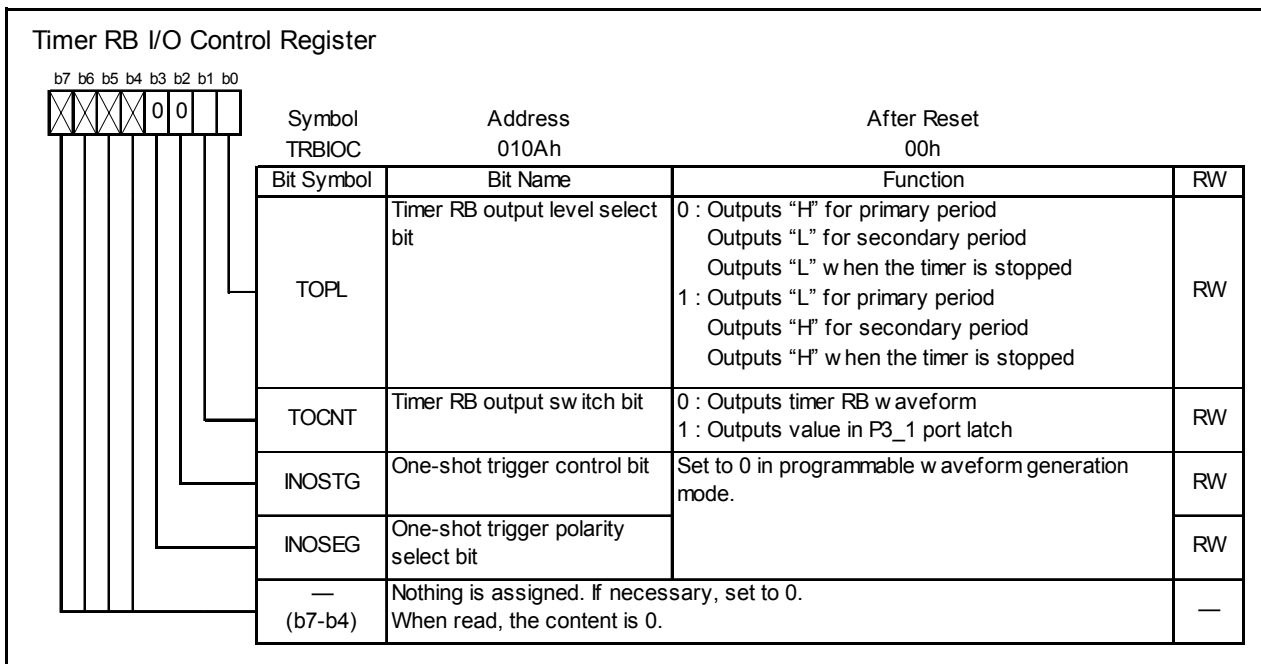 Timer RB I/O Control Register
b7 b6 b5 b4 b3 b2 b1 b0
0 0
Symbol Address After Reset
TRBIOC 010Ah 00h
Bit Symbol Bit Name Function RW
TOPL Timer RB output level select bit 0 : Outputs “H” for primary period
Outputs “L” for secondary period
Outputs “L” when the timer is stopped
1 : Outputs “L” for primary period
Outputs “H” for secondary period
Outputs “H” when the timer is stopped
RW
TOCNT Timer RB output switch bit 0 : Outputs timer RB waveform
1 : Outputs value in P3_1 port latch
RW
INOSTG One-shot trigger control bit Set to 0 in programmable waveform generation
mode.
RW
INOSEG One-shot trigger polarity
select bit
RW
—
(b7-b4)
Nothing is assigned. If necessary, set to 0.
When read, the content is 0.
—